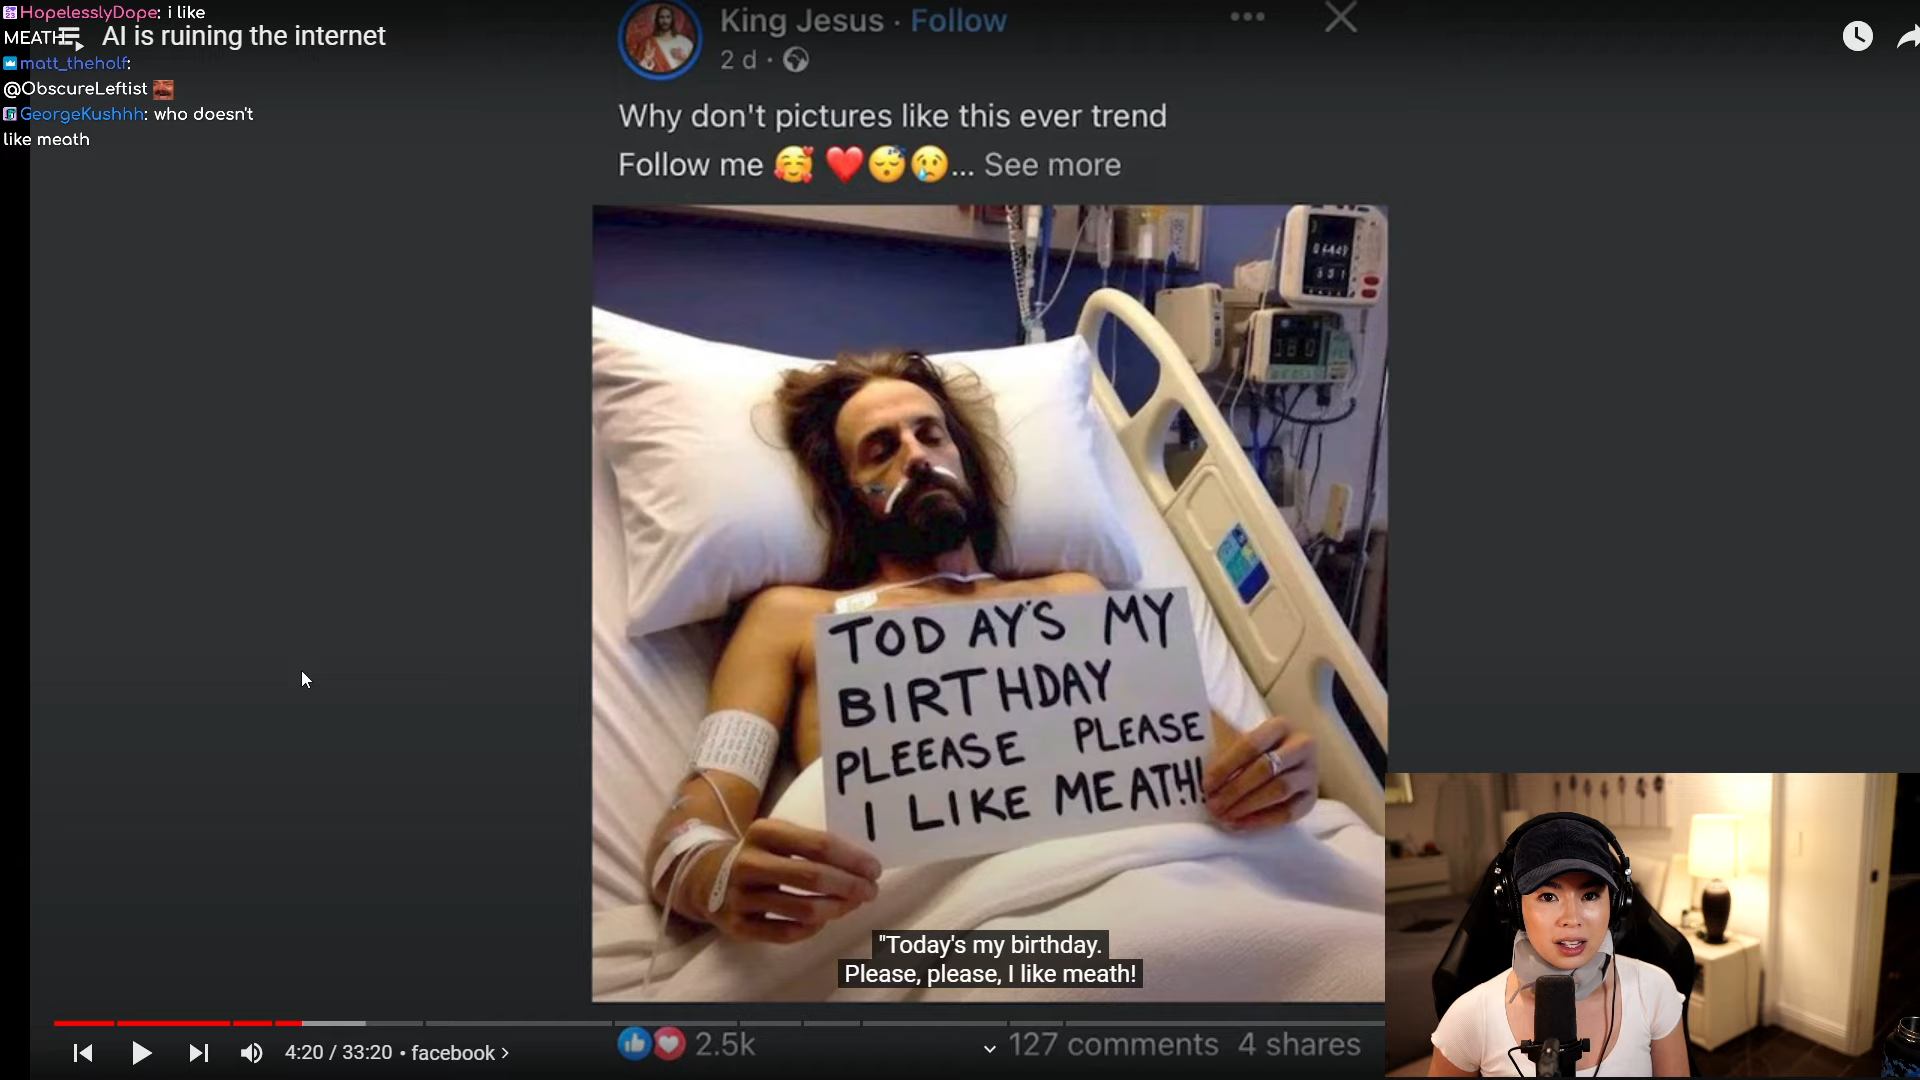 HopelesslyDope: i like
MEATH
matt_theholf:
@ObscureLeftist
GeorgeKushhh: who doesn't
like meath
AI is ruining the internet
King Jesus · Follow
2 d ·
Why don't pictures like this ever trend
Follow me 🥰 ❤️😴😢... See more
TOD AY'S MY
BIRTHDAY
PLEEASE PLEASE
I LIKE MEATH!
"Today's my birthday.
Please, please, I like meath!
2.5k
127 comments 4 shares
4:20 / 33:20 • facebook >